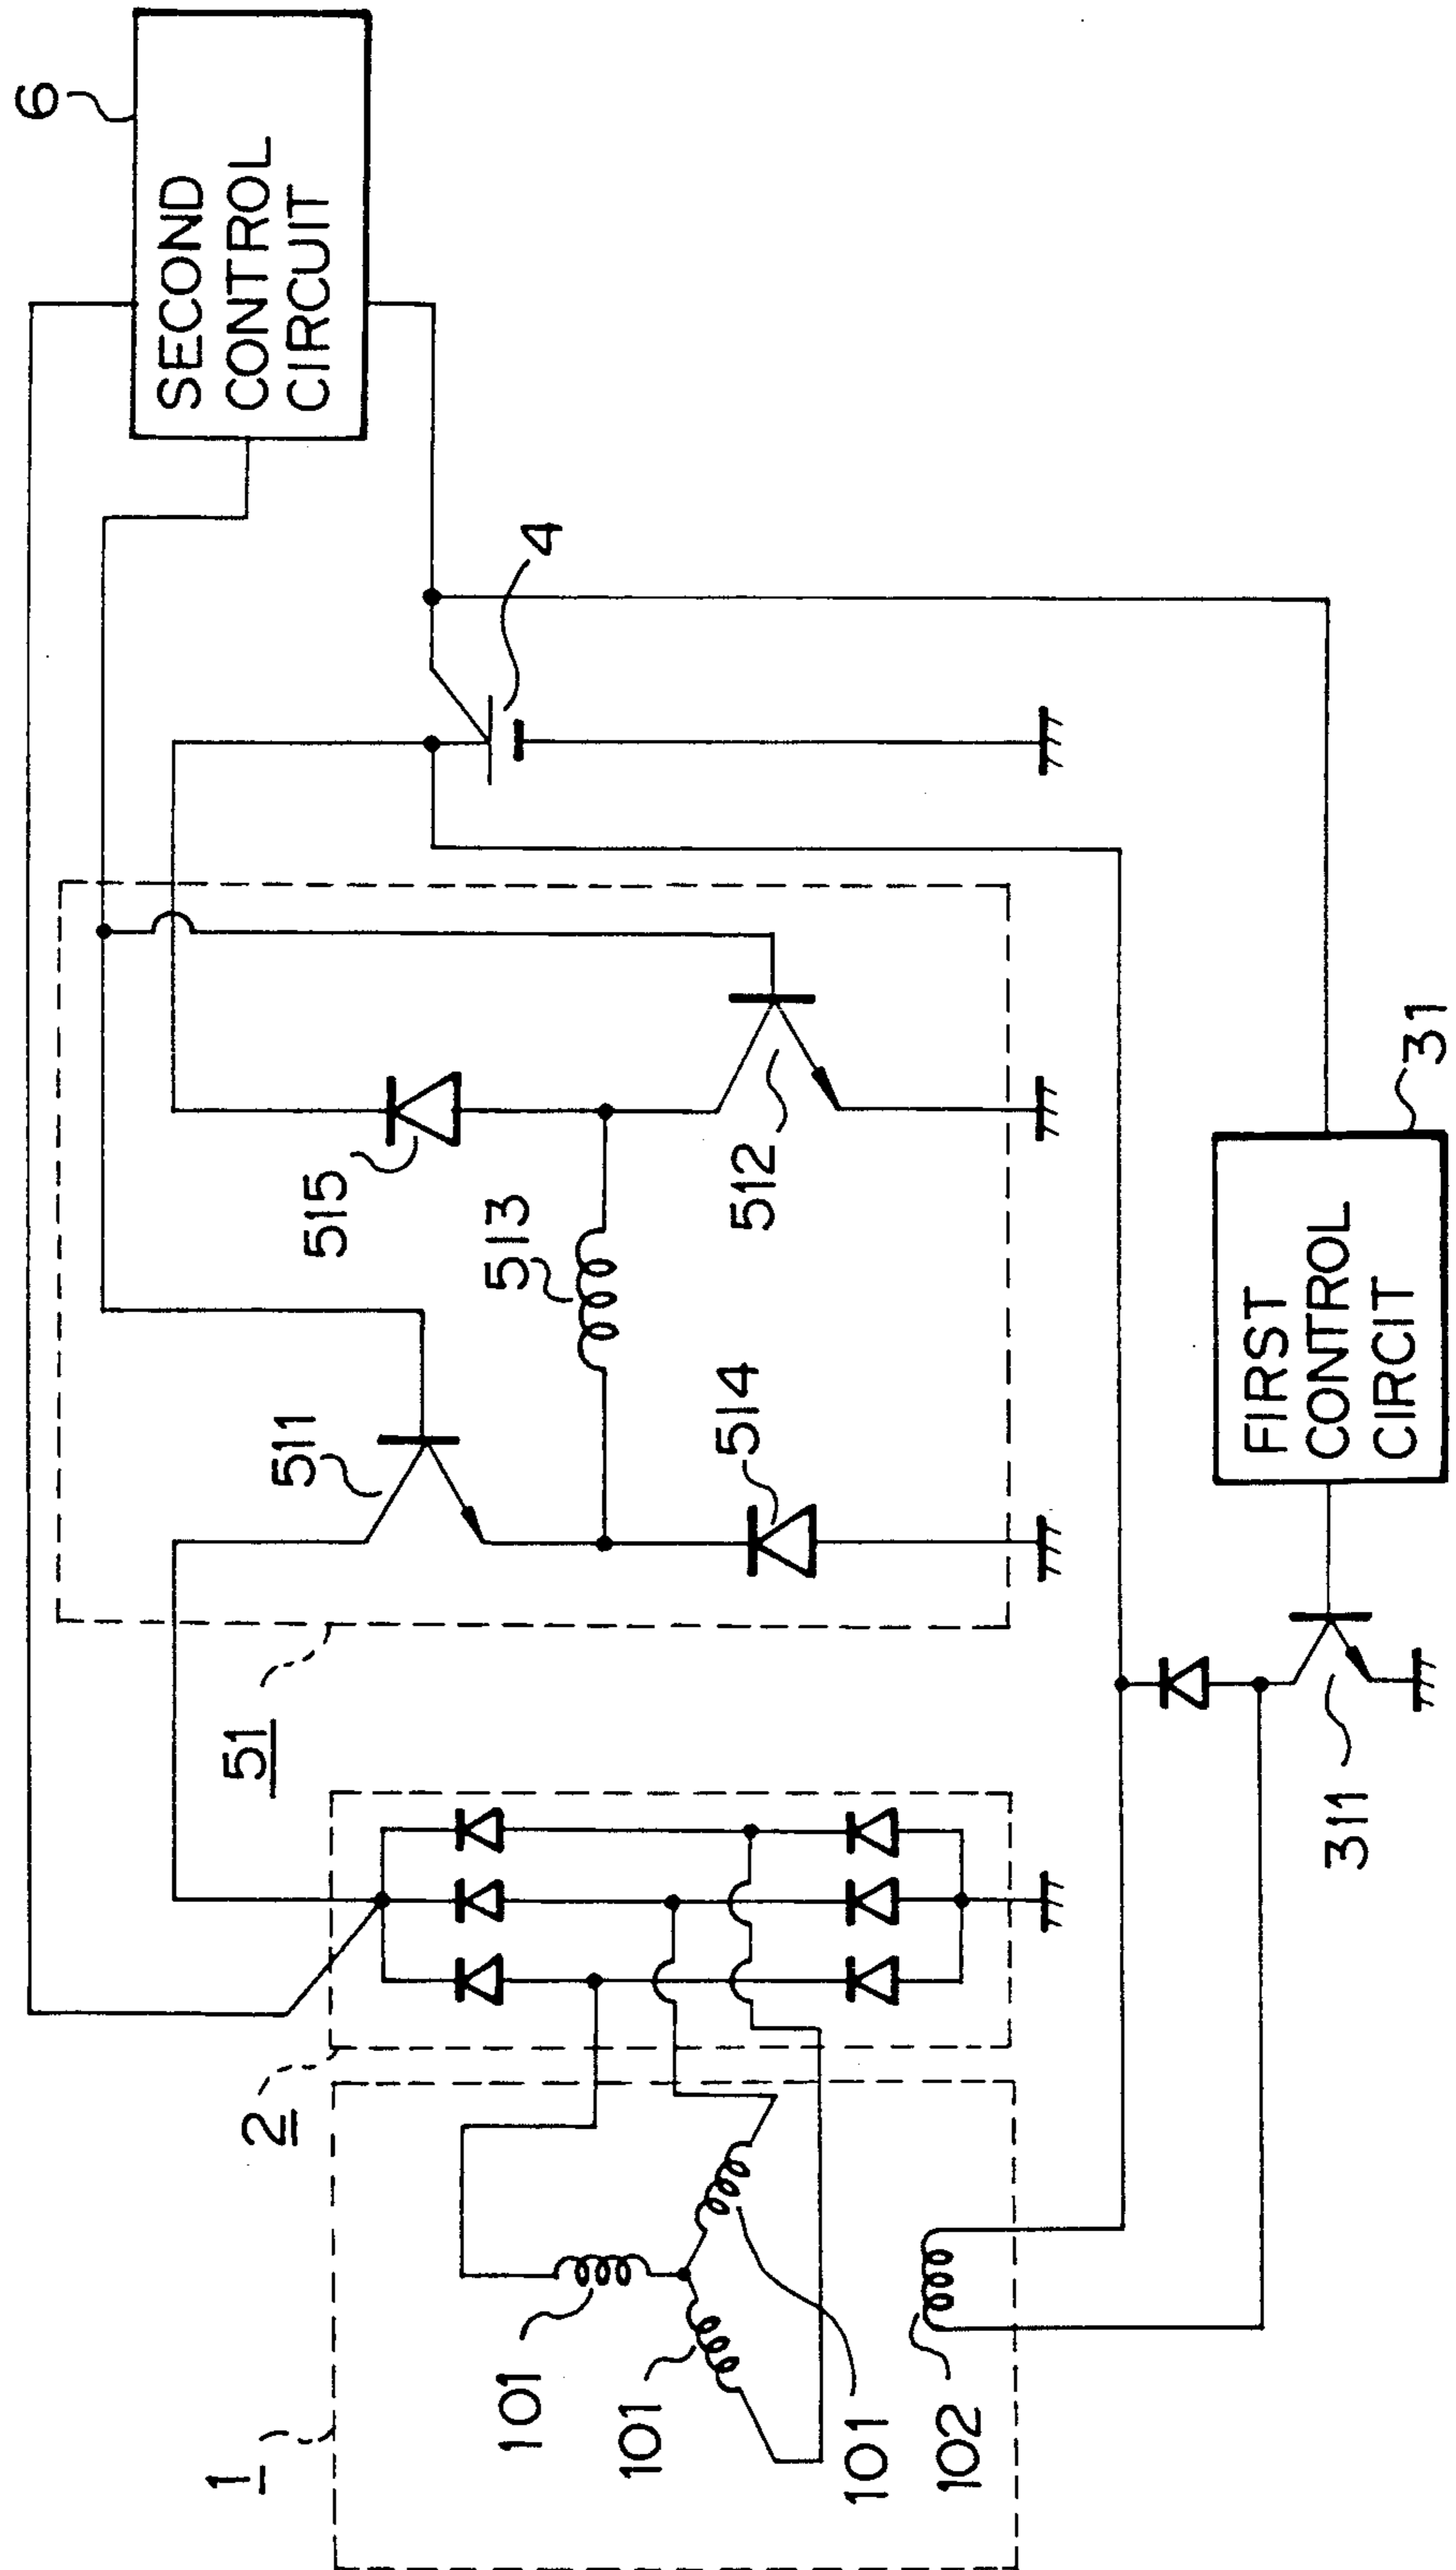 6
SECOND
CONTROL
CIRCUIT
4
51
511
515
513
514
512
2
1
101
101
101
102
FIRST
CONTROL
CIRCIT
31
311